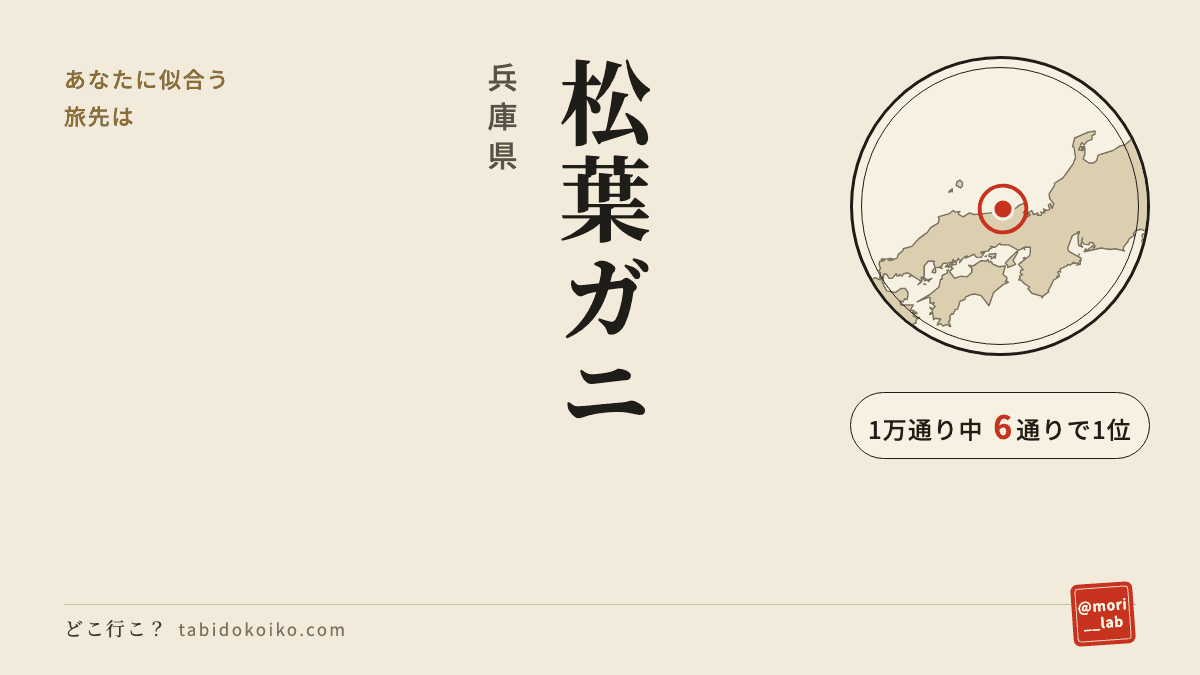 あなたに似合う
旅先は
松葉ガニ
兵庫県
1万通り中 6通りで1位
どこ行こ？ tabidokoiko.com
@mori
__lab